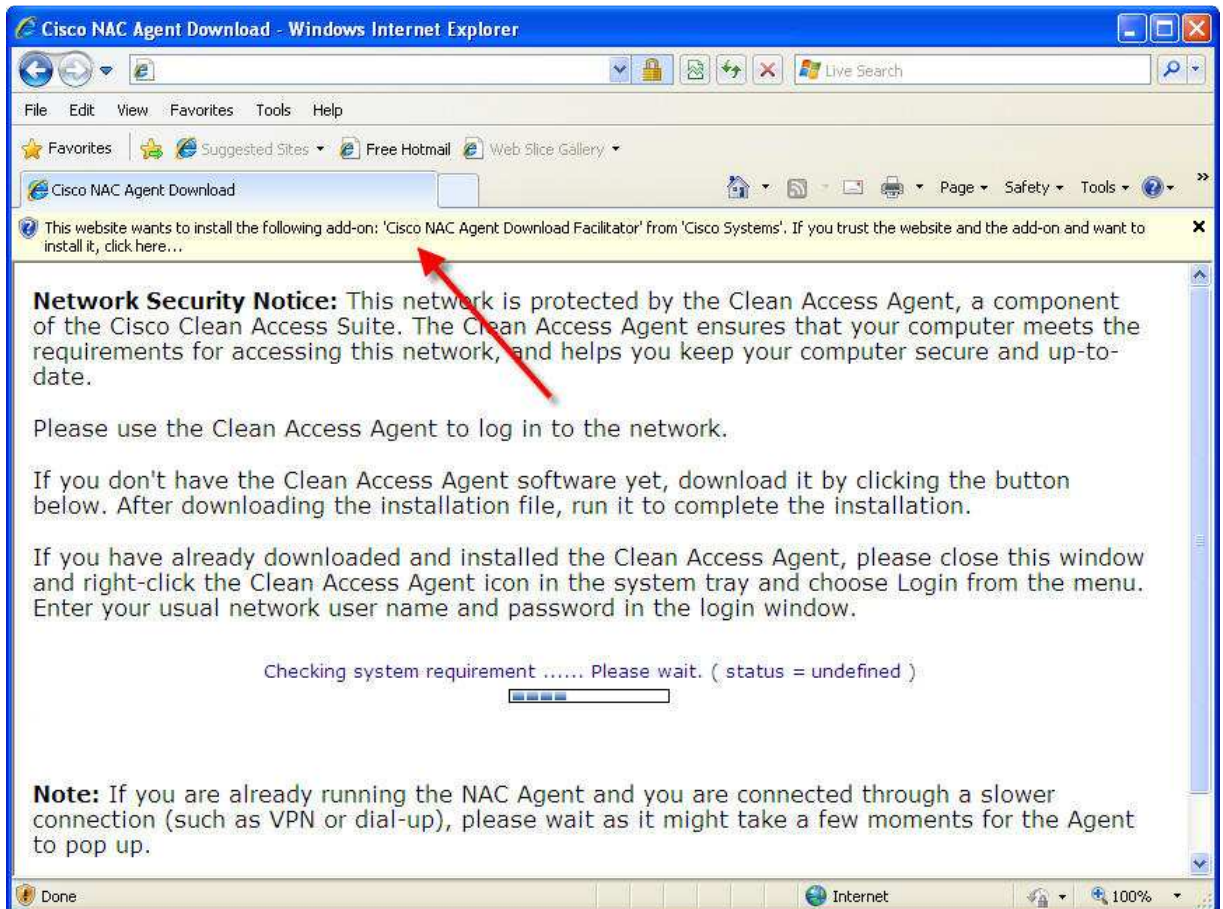 Cisco NAC Agent Download - Windows Internet Explorer
Live Search
File Edit View Favorites Tools Help
Favorites Suggested Sites Free Hotmail Web Slice Gallery
Cisco NAC Agent Download Page Safety Tools »
This website wants to install the following add-on: 'Cisco NAC Agent Download Facilitator' from 'Cisco Systems'. If you trust the website and the add-on and want to
install it, click here...
Network Security Notice: This network is protected by the Clean Access Agent, a component
of the Cisco Clean Access Suite. The Clean Access Agent ensures that your computer meets the
requirements for accessing this network, and helps you keep your computer secure and up-to-
date.
Please use the Clean Access Agent to log in to the network.
If you don't have the Clean Access Agent software yet, download it by clicking the button
below. After downloading the installation file, run it to complete the installation.
If you have already downloaded and installed the Clean Access Agent, please close this window
and right-click the Clean Access Agent icon in the system tray and choose Login from the menu.
Enter your usual network user name and password in the login window.
Checking system requirement ...... Please wait. ( status = undefined )
Note: If you are already running the NAC Agent and you are connected through a slower
connection (such as VPN or dial-up), please wait as it might take a few moments for the Agent
to pop up.
Done Internet 100%